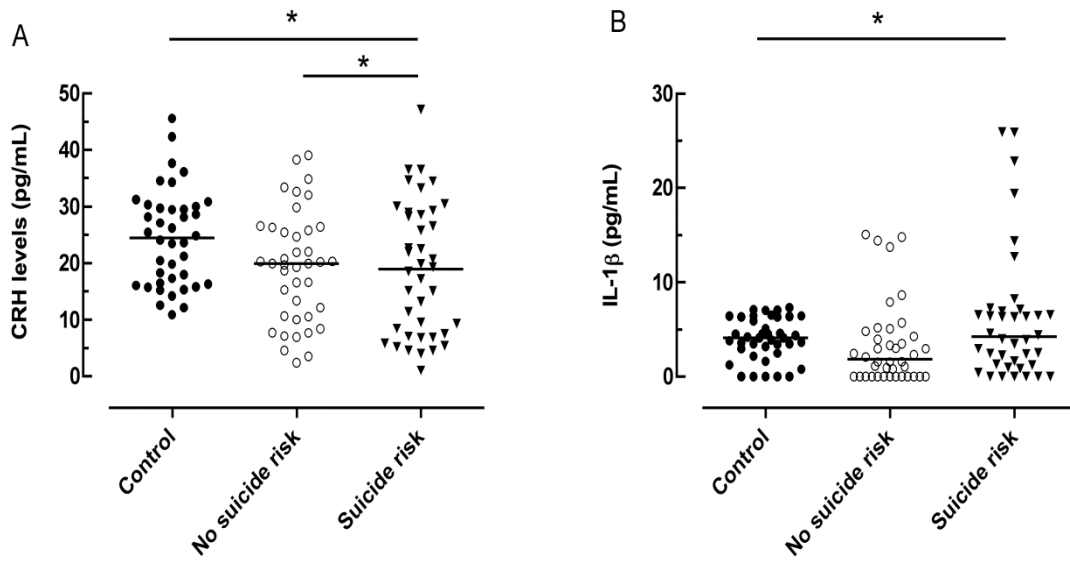 A
*
*
CRH levels (pg/mL)
50
40
30
20
10
0
Control
No suicide risk
Suicide risk
B
*
IL-1β (pg/mL)
30
20
10
0
Control
No suicide risk
Suicide risk